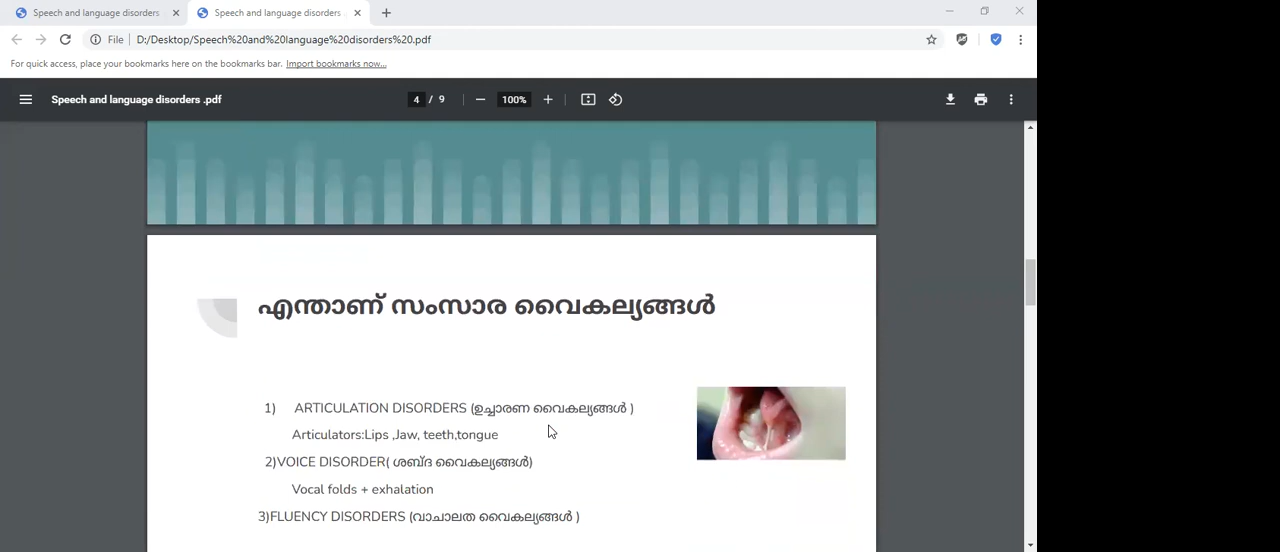 Speech and language disorders
Speech and language disorders
File D:/Desktop/Speech%20and%20language%20disorders%20.pdf
For quick access, place your bookmarks here on the bookmarks bar. Import bookmarks now...
Speech and language disorders .pdf
4 / 9
100%
എന്താണ് സംസാര വൈകല്യങ്ങൾ
1) ARTICULATION DISORDERS (ഉച്ചാരണ വൈകല്യങ്ങൾ )
Articulators:Lips ,Jaw, teeth,tongue
2)VOICE DISORDER( ശബ്ദ വൈകല്യങ്ങൾ)
Vocal folds + exhalation
3)FLUENCY DISORDERS (വാചാലത വൈകല്യങ്ങൾ )